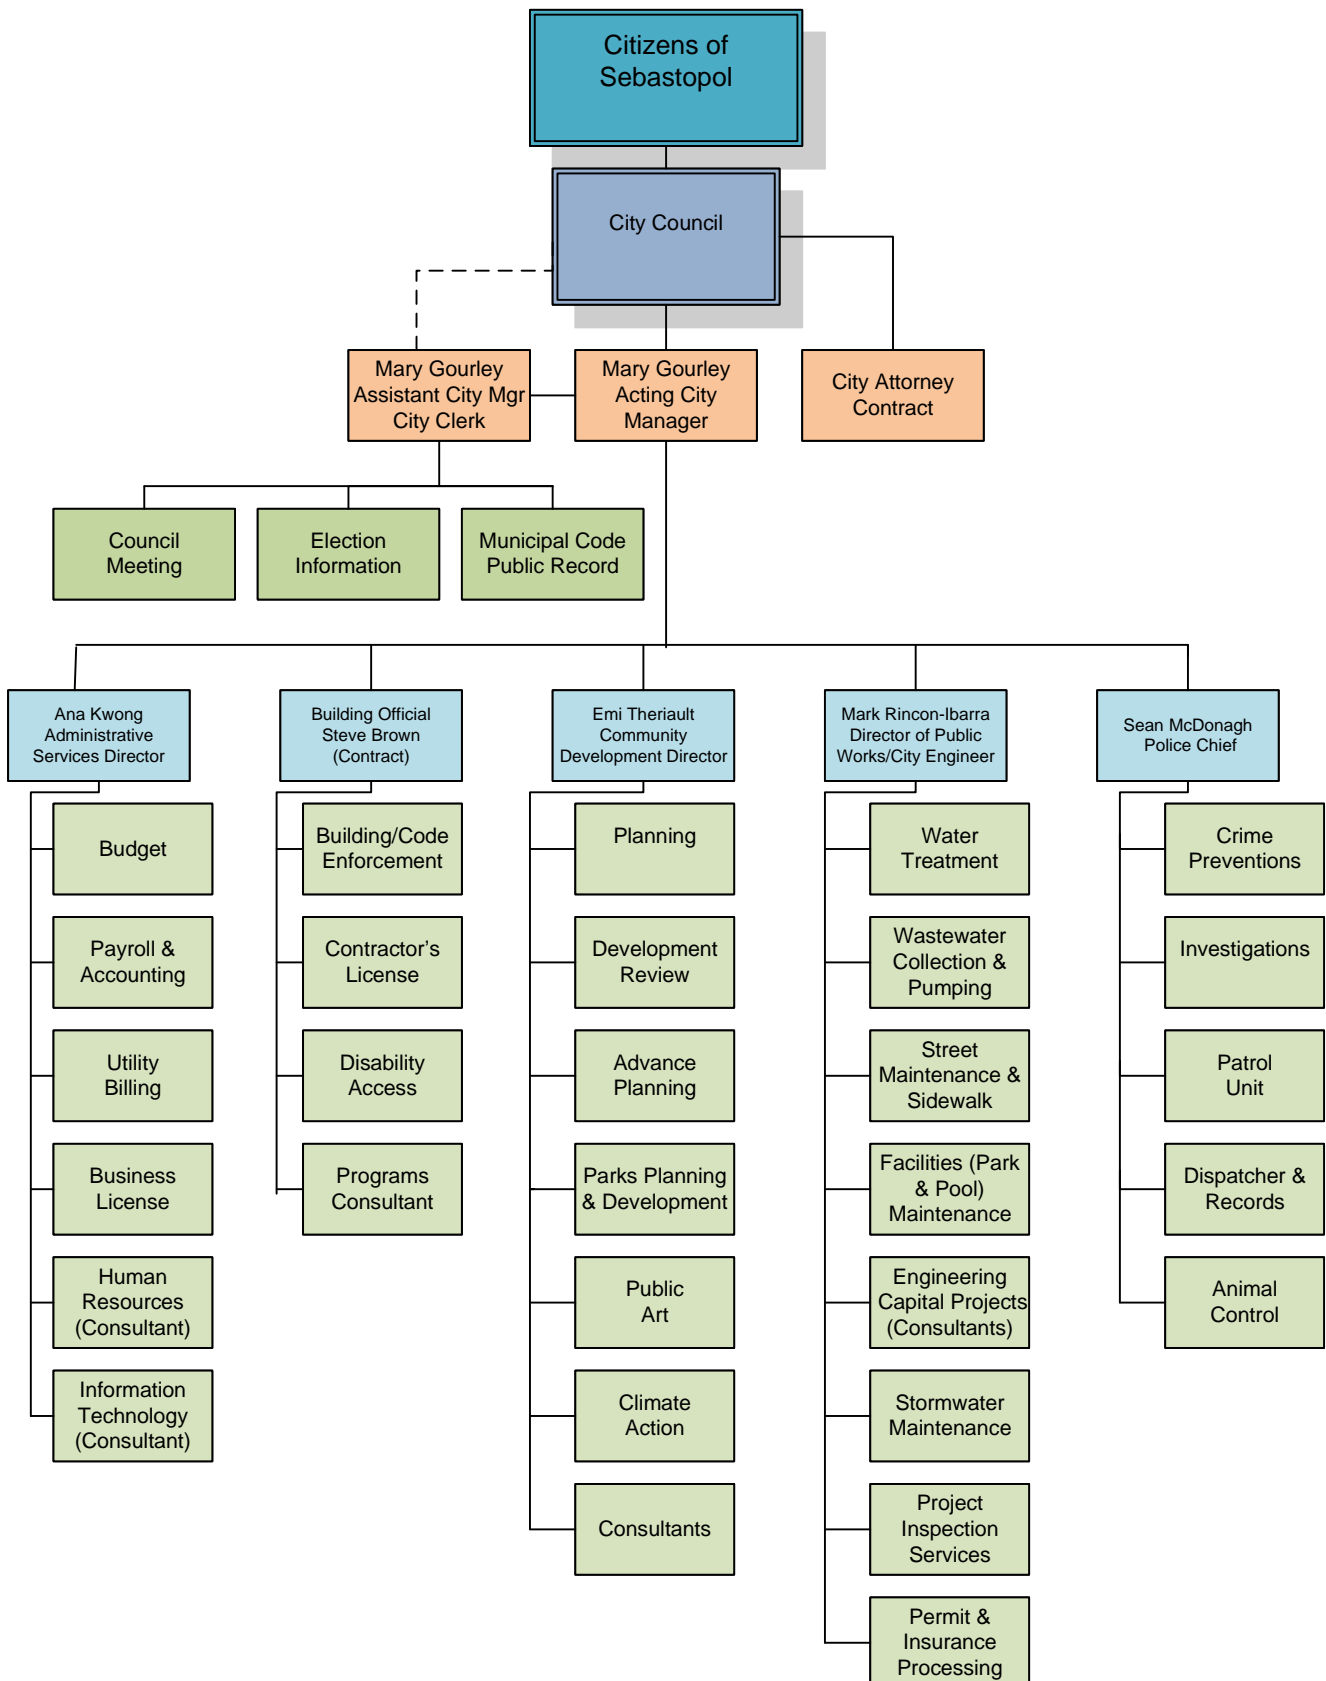 Citizens of
Sebastopol
City Council
Mary Gourley
Assistant City Mgr
City Clerk
Mary Gourley
Acting City
Manager
City Attorney
Contract
Council
Meeting
Election
Information
Municipal Code
Public Record
Ana Kwong
Administrative
Services Director
Building Official
Steve Brown
(Contract)
Emi Theriault
Community
Development Director
Mark Rincon-Ibarra
Director of Public
Works/City Engineer
Sean McDonagh
Police Chief
Budget
Payroll &
Accounting
Utility
Billing
Business
License
Human
Resources
(Consultant)
Information
Technology
(Consultant)
Building/Code
Enforcement
Contractor’s
License
Disability
Access
Programs
Consultant
Planning
Development
Review
Advance
Planning
Parks Planning
& Development
Public
Art
Climate
Action
Consultants
Water
Treatment
Wastewater
Collection &
Pumping
Street
Maintenance &
Sidewalk
Facilities (Park
& Pool)
Maintenance
Engineering
Capital Projects
(Consultants)
Stormwater
Maintenance
Project
Inspection
Services
Permit &
Insurance
Processing
Crime
Preventions
Investigations
Patrol
Unit
Dispatcher &
Records
Animal
Control